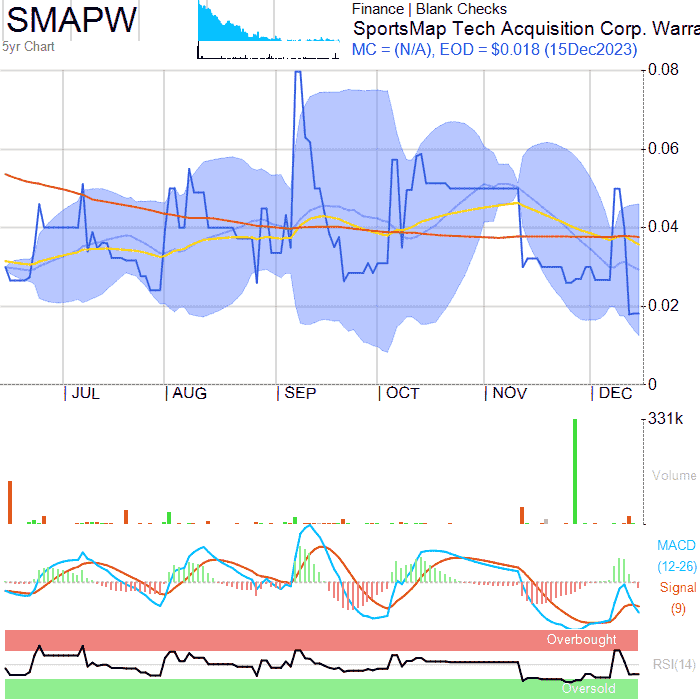 SMAPW
5yr Chart
Finance | Blank Checks
SportsMap Tech Acquisition Corp. Warra
MC = (N/A), EOD = $0.018 (15Dec2023)
0.08
0.06
0.04
0.02
0
JUL AUG SEP OCT NOV DEC
331k
Volume
MACD
(12-26)
Signal
(9)
Overbought
RSI(14)
Oversold